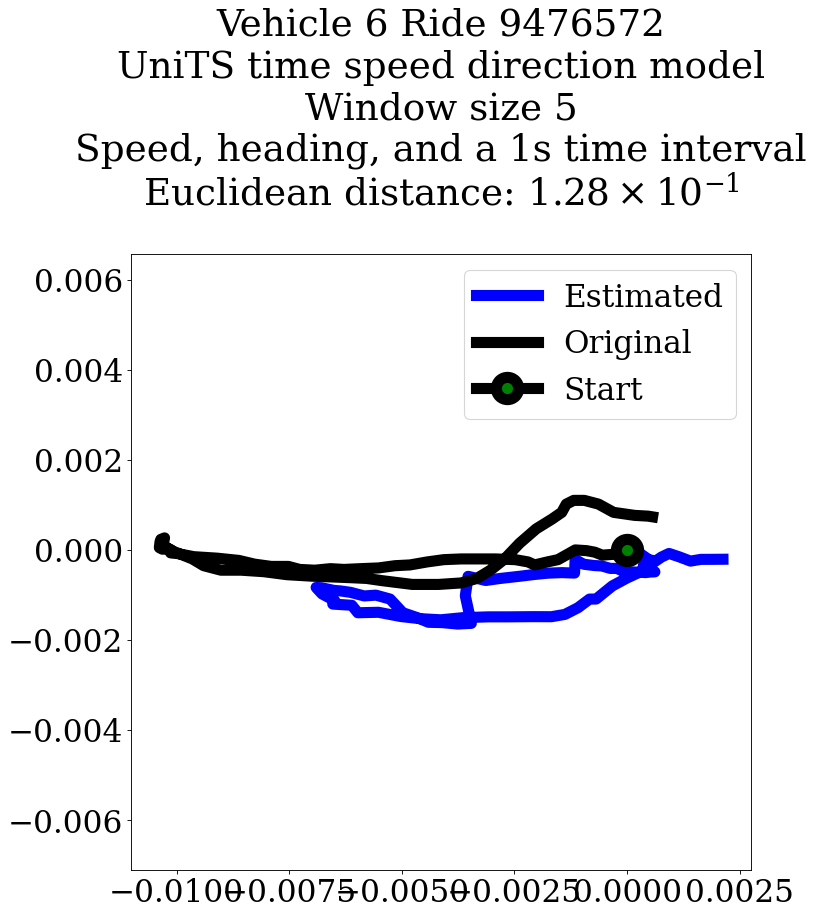 Vehicle 6 Ride 9476572
UniTS time speed direction model
Window size 5
Speed, heading, and a 1s time interval
Euclidean distance: 1.28 × 10⁻¹
Estimated
Original
Start
0.006
0.004
0.002
0.000
−0.002
−0.004
−0.006
−0.0100 −0.0075 −0.0050 −0.0025 0.0000 0.0025